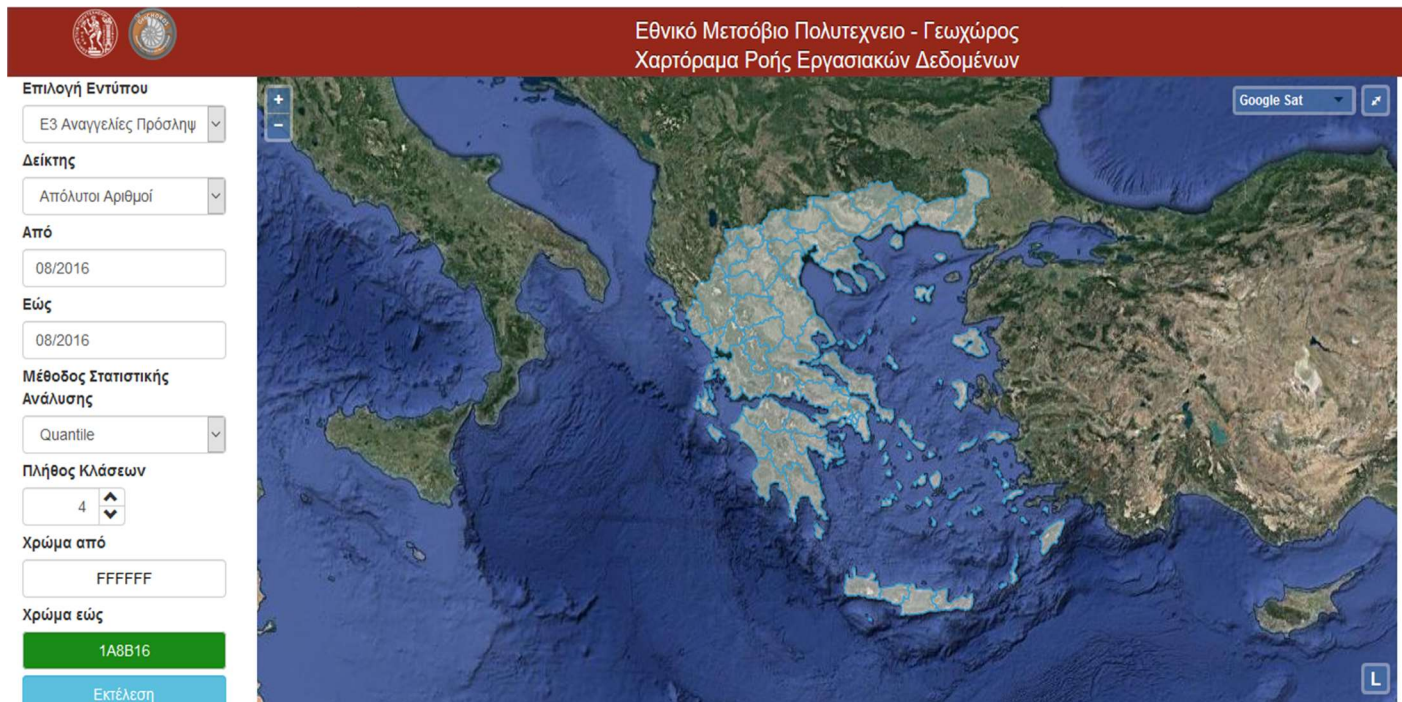 Εθνικό Μετσόβιο Πολυτεχνειο - Γεωχώρος
Χαρτόραμα Ροής Εργασιακών Δεδομένων
Επιλογή Εντύπου
Ε3 Αναγγελίες Πρόσληψ
Δείκτης
Απόλυτοι Αριθμοί
Από
08/2016
Εώς
08/2016
Μέθοδος Στατιστικής
Ανάλυσης
Quantile
Πλήθος Κλάσεων
4
Χρώμα από
FFFFFF
Χρώμα εώς
1A8B16
Εκτέλεση
+
−
Google Sat
L